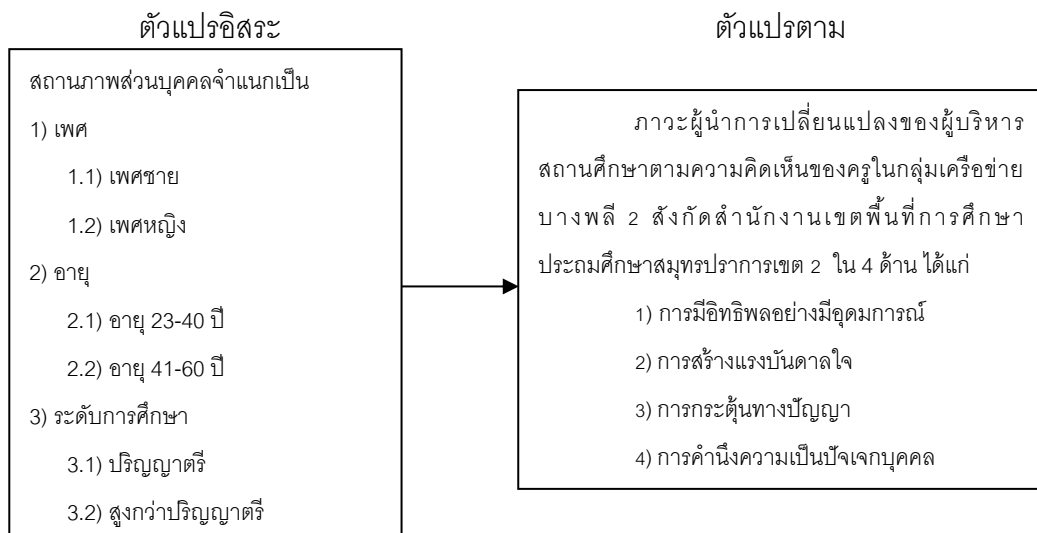 ตัวแปรอิสระ
สถานภาพส่วนบุคคลจำแนกเป็น
1) เพศ
1.1) เพศชาย
1.2) เพศหญิง
2) อายุ
2.1) อายุ 23-40 ปี
2.2) อายุ 41-60 ปี
3) ระดับการศึกษา
3.1) ปริญญาตรี
3.2) สูงกว่าปริญญาตรี
ตัวแปรตาม
ภาวะผู้นำการเปลี่ยนแปลงของผู้บริหาร
สถานศึกษาตามความคิดเห็นของครูในกลุ่มเครือข่าย
บางพลี 2 สังกัดสำนักงานเขตพื้นที่การศึกษา
ประถมศึกษาสมุทรปราการเขต 2 ใน 4 ด้าน ได้แก่
1) การมีอิทธิพลอย่างมีอุดมการณ์
2) การสร้างแรงบันดาลใจ
3) การกระตุ้นทางปัญญา
4) การคำนึงความเป็นปัจเจกบุคคล